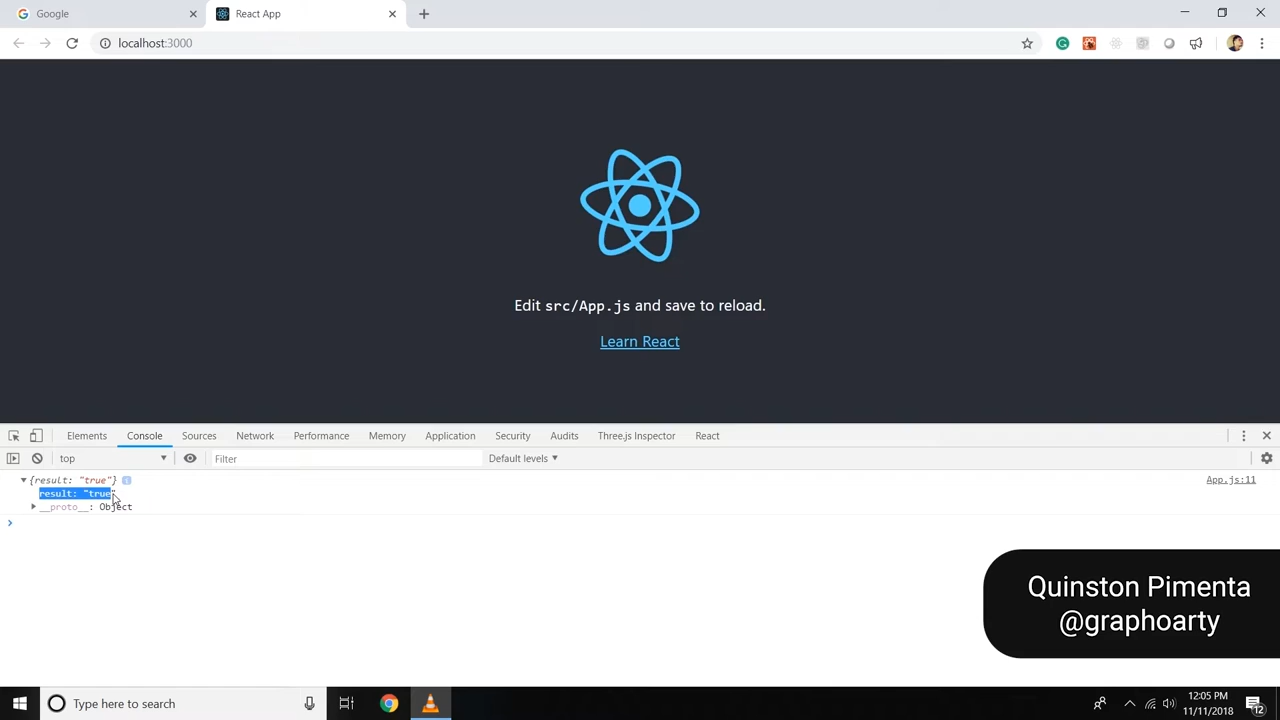 Google
React App
localhost:3000
Edit src/App.js and save to reload.
Learn React
Elements Console Sources Network Performance Memory Application Security Audits Three.js Inspector React
top Filter Default levels
{result: "true"} App.js:11
result: "true"
__proto__: Object
Quinston Pimenta
@graphoarty
Type here to search
12:05 PM
11/11/2018
12